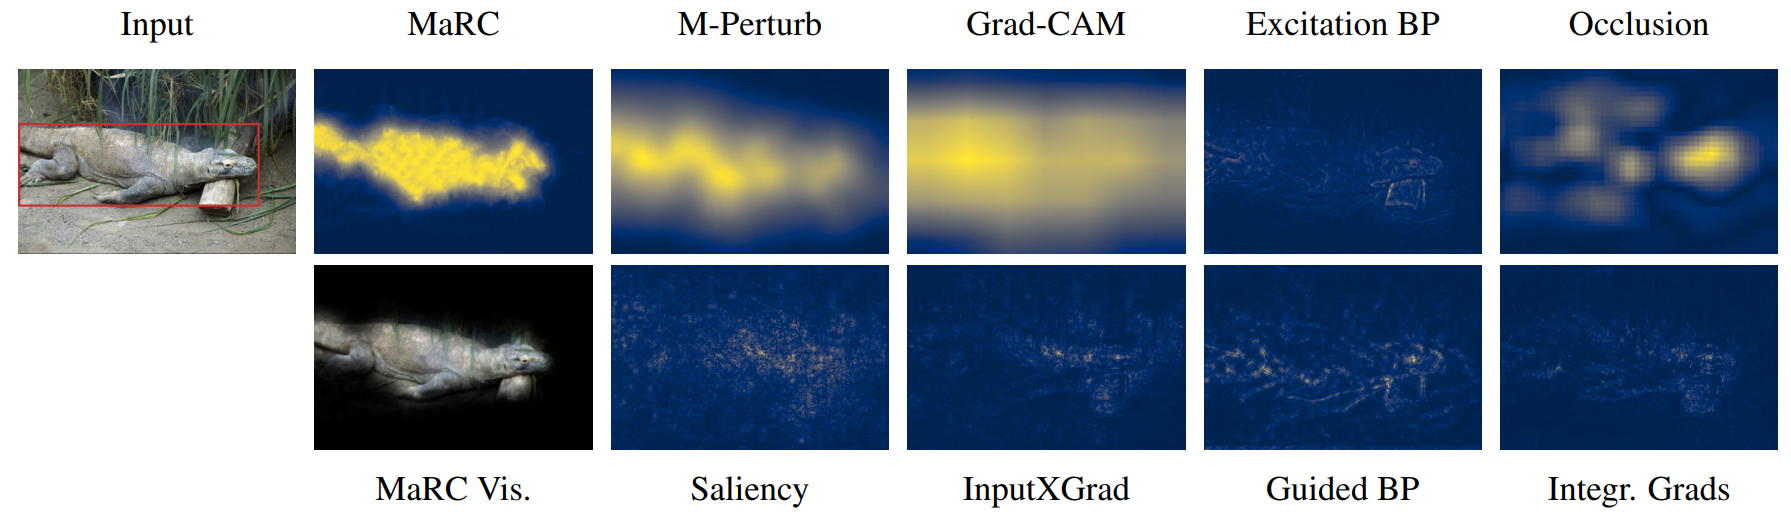 Input MaRC M-Perturb Grad-CAM Excitation BP Occlusion
MaRC Vis. Saliency InputXGrad Guided BP Integr. Grads